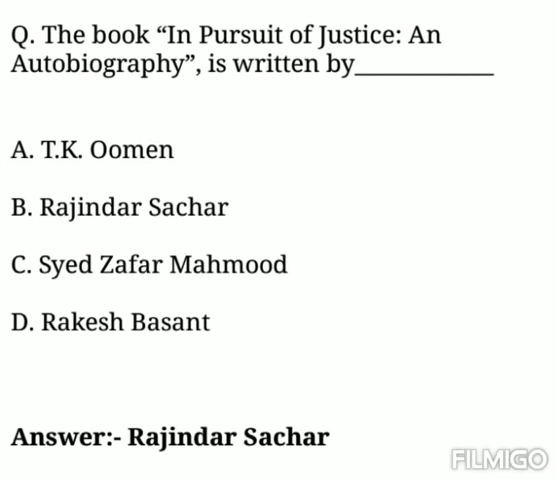 Q. The book “In Pursuit of Justice: An
Autobiography”, is written by___________
A. T.K. Oomen
B. Rajindar Sachar
C. Syed Zafar Mahmood
D. Rakesh Basant
Answer:- Rajindar Sachar
FILMIGO